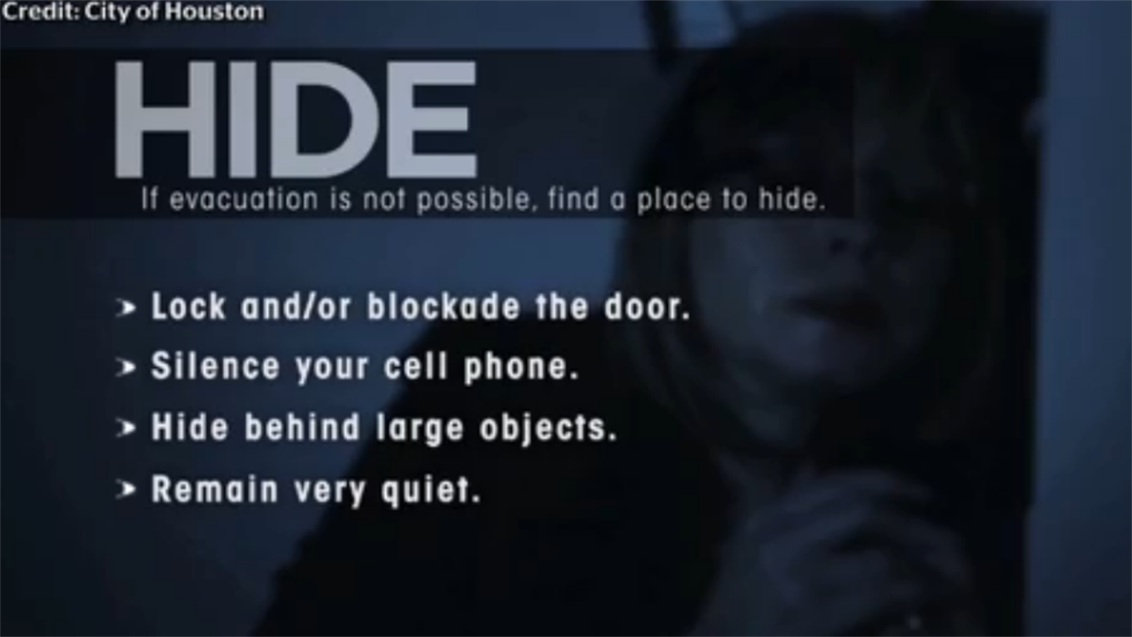 Credit: City of Houston
HIDE
If evacuation is not possible, find a place to hide.
Lock and/or blockade the door.
Silence your cell phone.
Hide behind large objects.
Remain very quiet.